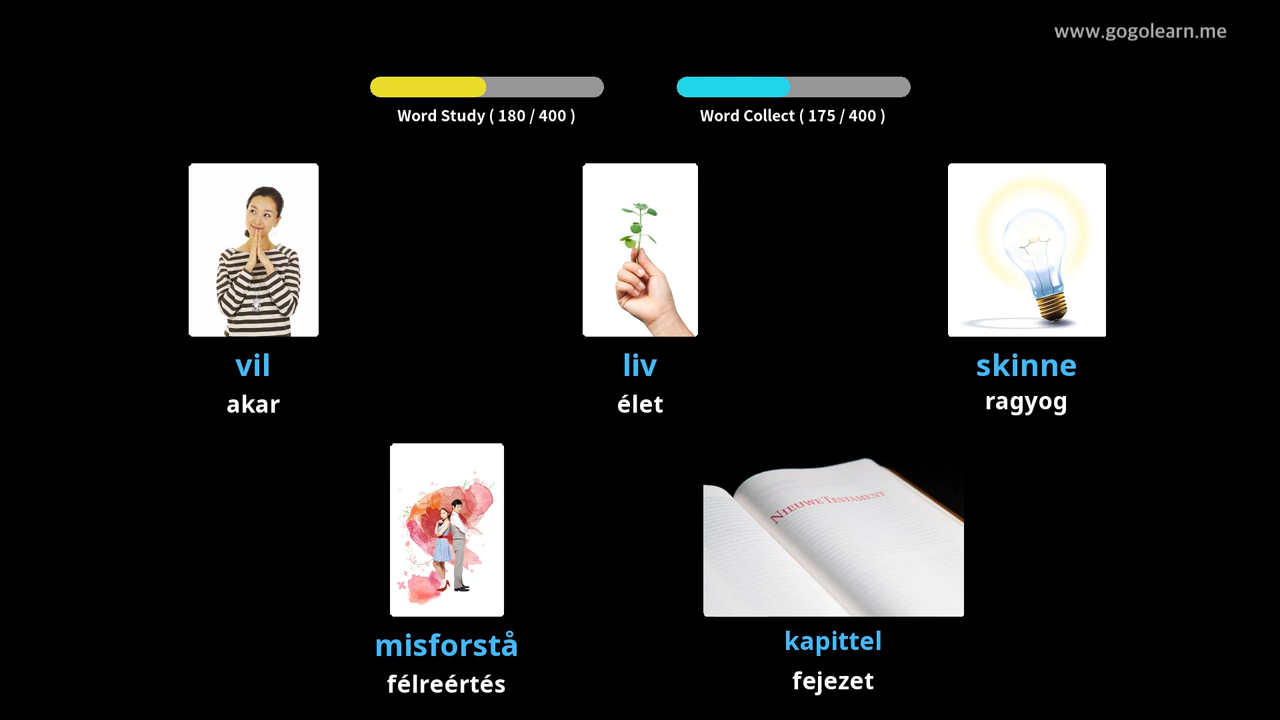 www.gogolearn.me
Word Study ( 180 / 400 )
Word Collect ( 175 / 400 )
vil
akar
liv
élet
skinne
ragyog
NIEUWE TESTAMENT
misforstå
félreértés
kapittel
fejezet